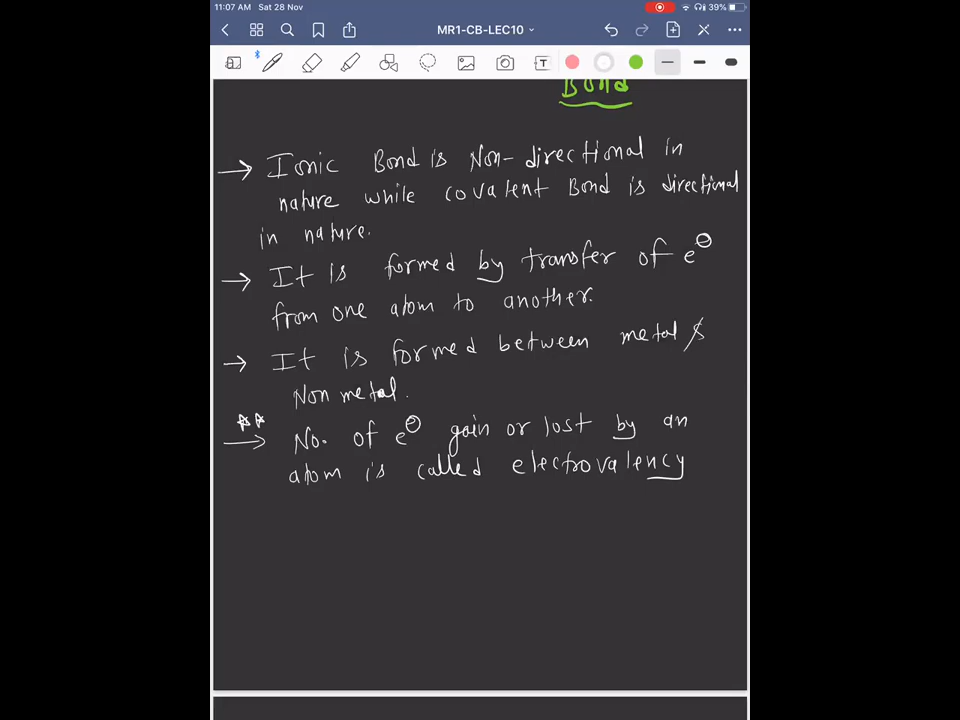 11:07 AM Sat 28 Nov
39%
MR1-CB-LEC10
T
Bond
→ Ionic Bond is Non-directional in
nature while covalent Bond is directional
in nature.
→ It is formed by transfer of e⊖
from one atom to another.
→ It is formed between metal &
Non metal.
☆☆
→ No. of e⊖ gain or lost by an
atom is called electrovalency